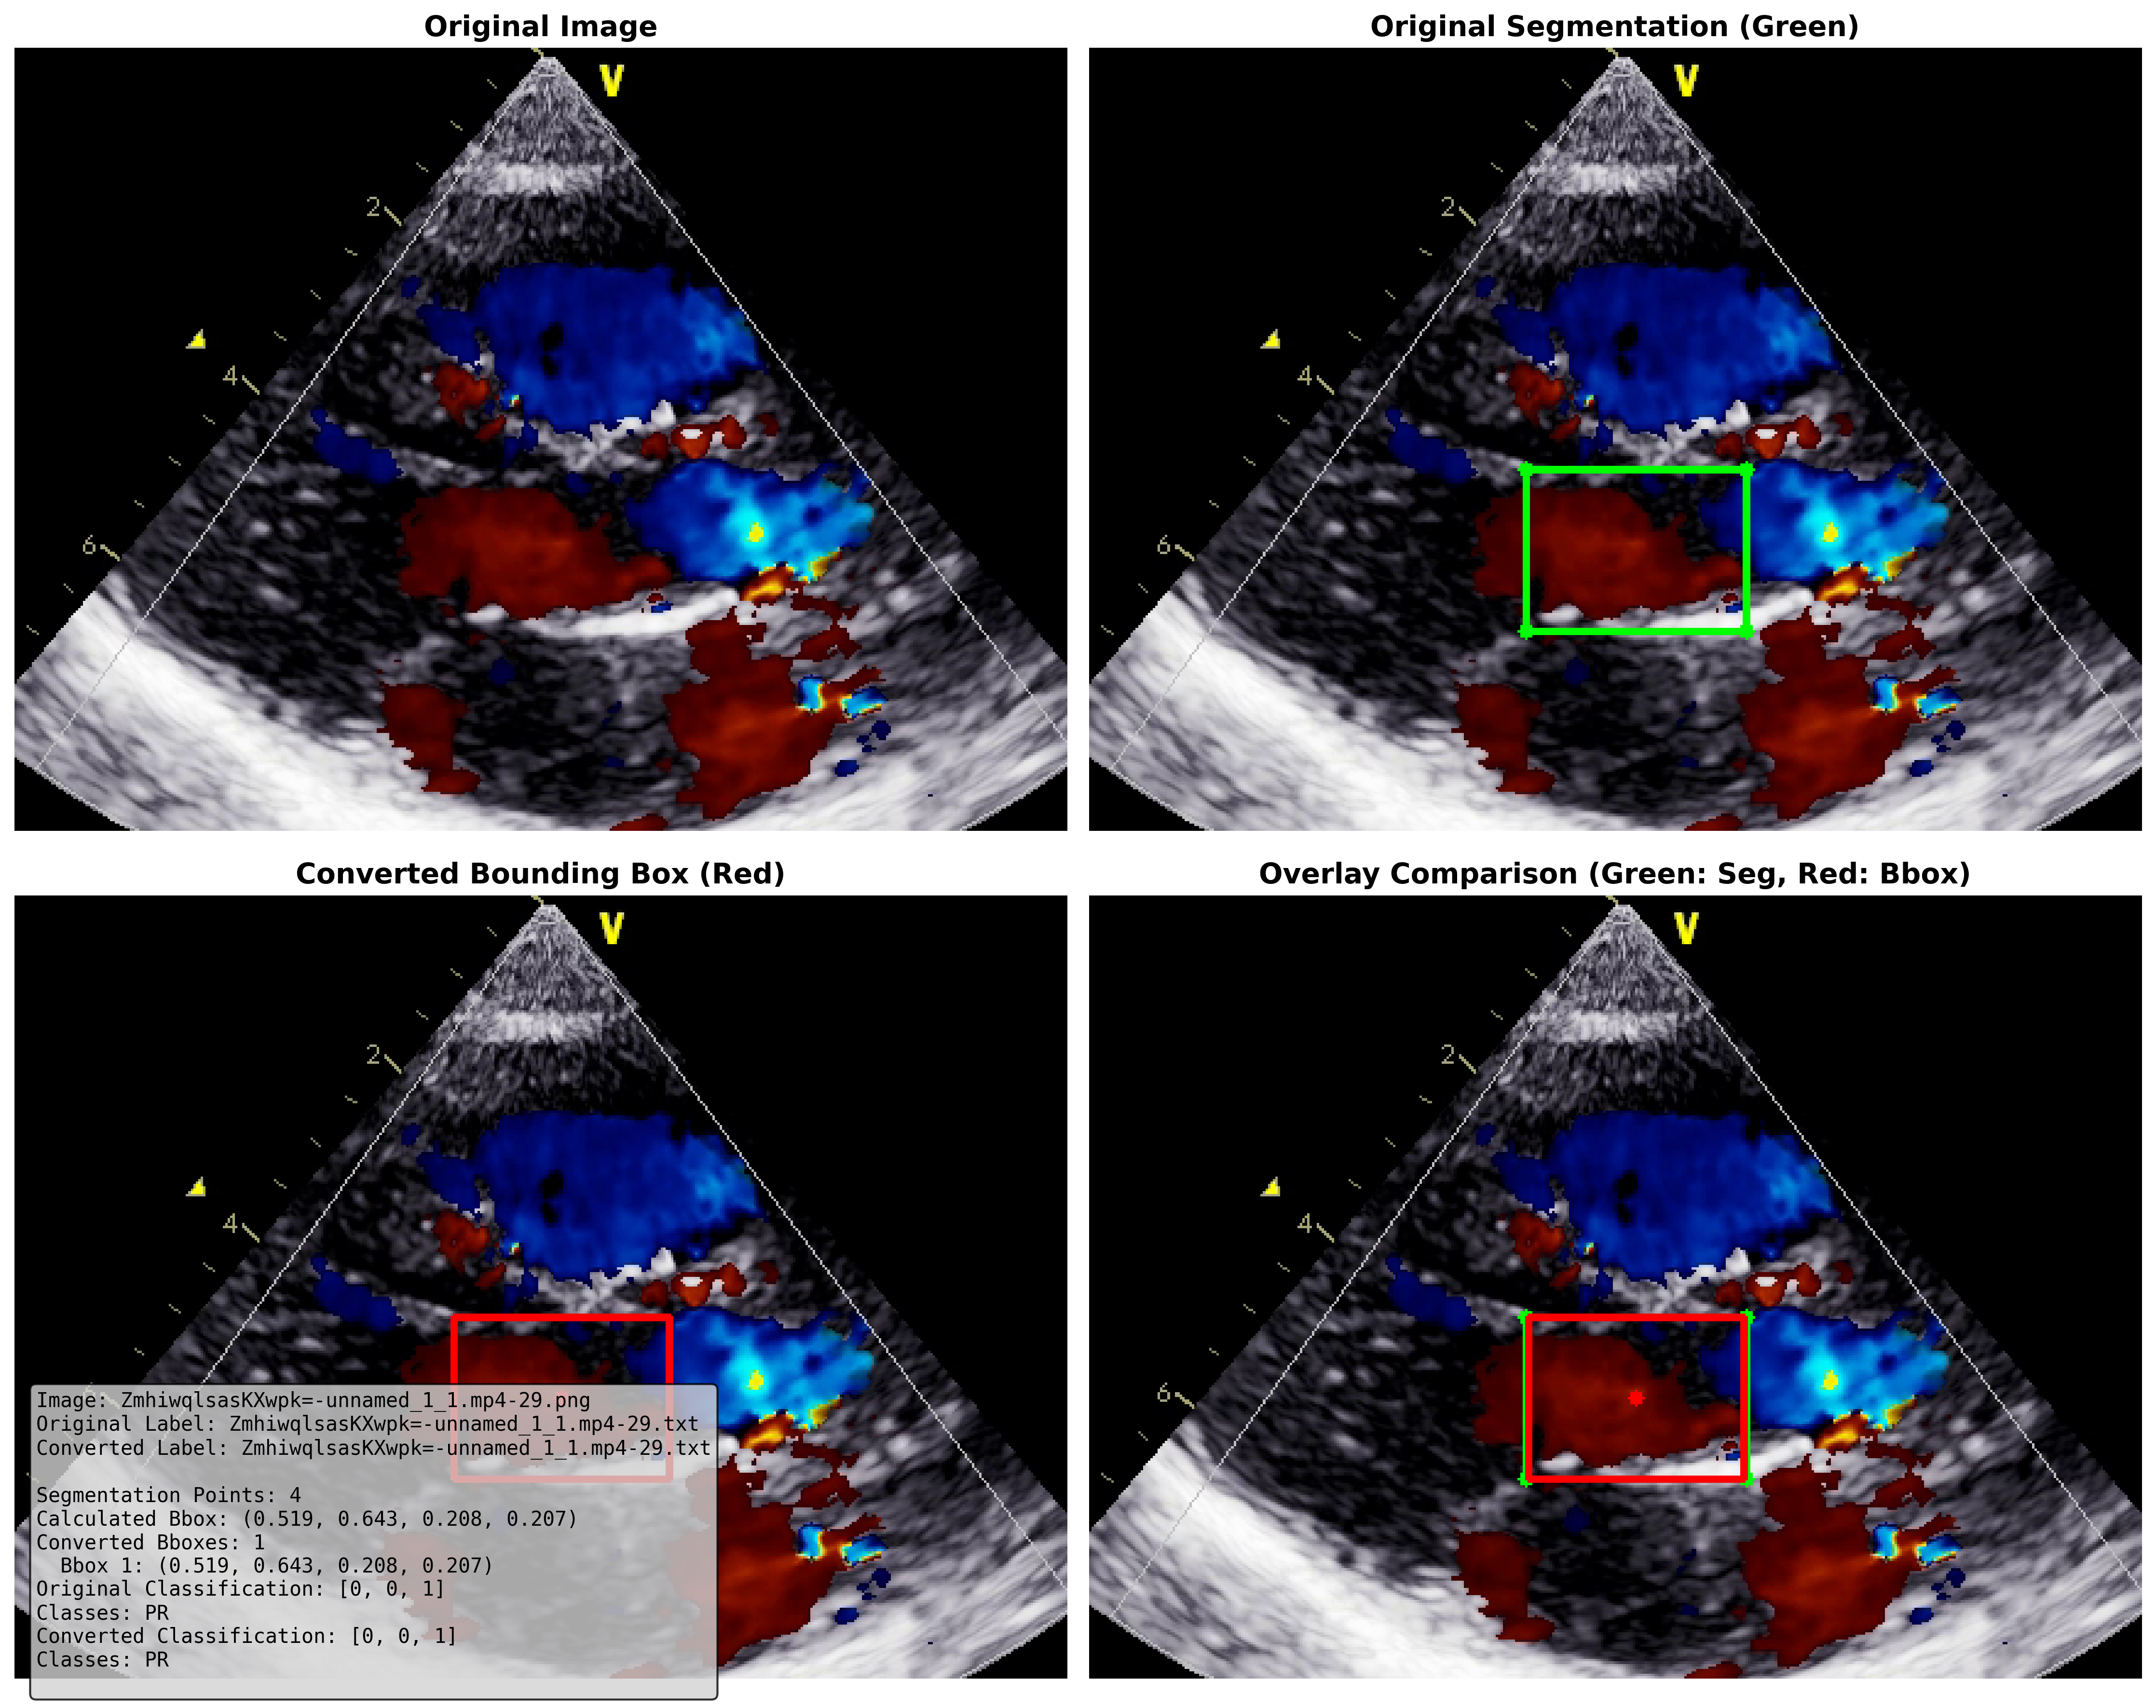 Original Image
Original Segmentation (Green)
V
2
4
6
V
2
4
6
Converted Bounding Box (Red)
Overlay Comparison (Green: Seg, Red: Bbox)
V
2
4
V
2
4
6
Image: ZmhiwqlsasKXwpk=-unnamed_1_1.mp4-29.png
Original Label: ZmhiwqlsasKXwpk=-unnamed_1_1.mp4-29.txt
Converted Label: ZmhiwqlsasKXwpk=-unnamed_1_1.mp4-29.txt
Segmentation Points: 4
Calculated Bbox: (0.519, 0.643, 0.208, 0.207)
Converted Bboxes: 1
Bbox 1: (0.519, 0.643, 0.208, 0.207)
Original Classification: [0, 0, 1]
Classes: PR
Converted Classification: [0, 0, 1]
Classes: PR